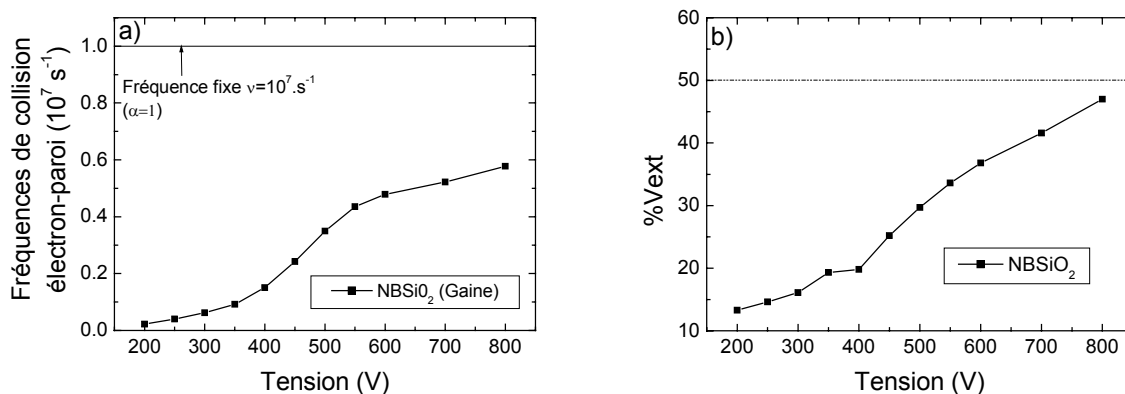 a)
Fréquences de collision
électron-paroi (10⁷ s⁻¹)
1.0
0.8
0.6
0.4
0.2
0.0
Fréquence fixe ν=10⁷.s⁻¹
(α=1)
NBSi0₂ (Gaine)
200 300 400 500 600 700 800
Tension (V)
b)
%Vext
60
50
40
30
20
10
NBSiO₂
200 300 400 500 600 700 800
Tension (V)